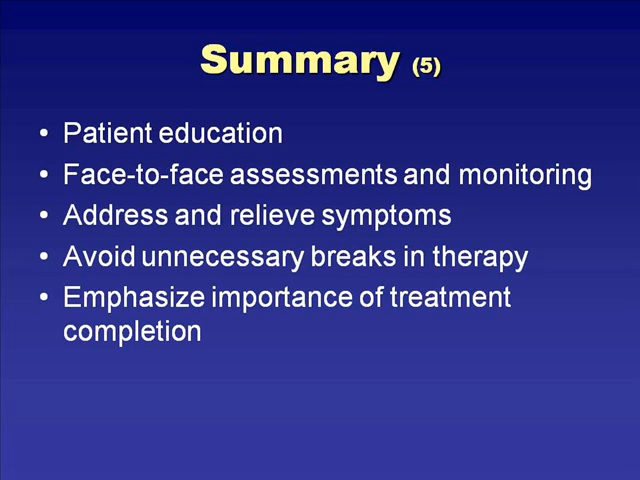 Summary (5)
• Patient education
• Face-to-face assessments and monitoring
• Address and relieve symptoms
• Avoid unnecessary breaks in therapy
• Emphasize importance of treatment
completion